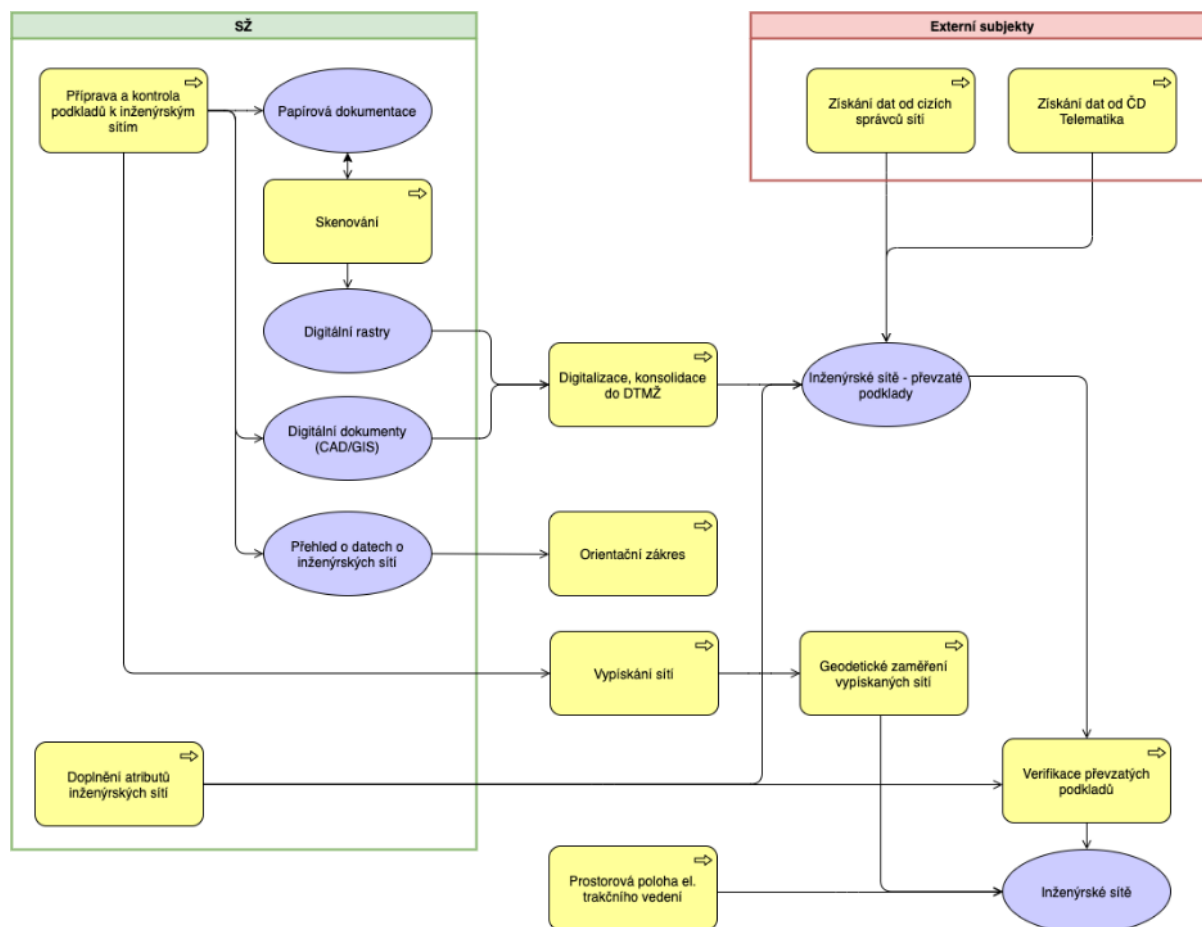 SŽ
Externí subjekty
Příprava a kontrola
podkladů k inženýrským
sítím
Papírová dokumentace
Získání dat od cizích
správců sítí
Získání dat od ČD
Telematika
Skenování
Digitální rastry
Digitalizace, konsolidace
do DTMŽ
Inženýrské sítě - převzaté
podklady
Digitální dokumenty
(CAD/GIS)
Přehled o datech o
inženýrských sítí
Orientační zákres
Vypískání sítí
Geodetické zaměření
vypískaných sítí
Doplnění atributů
inženýrských sítí
Verifikace převzatých
podkladů
Prostorová poloha el.
trakčního vedení
Inženýrské sítě